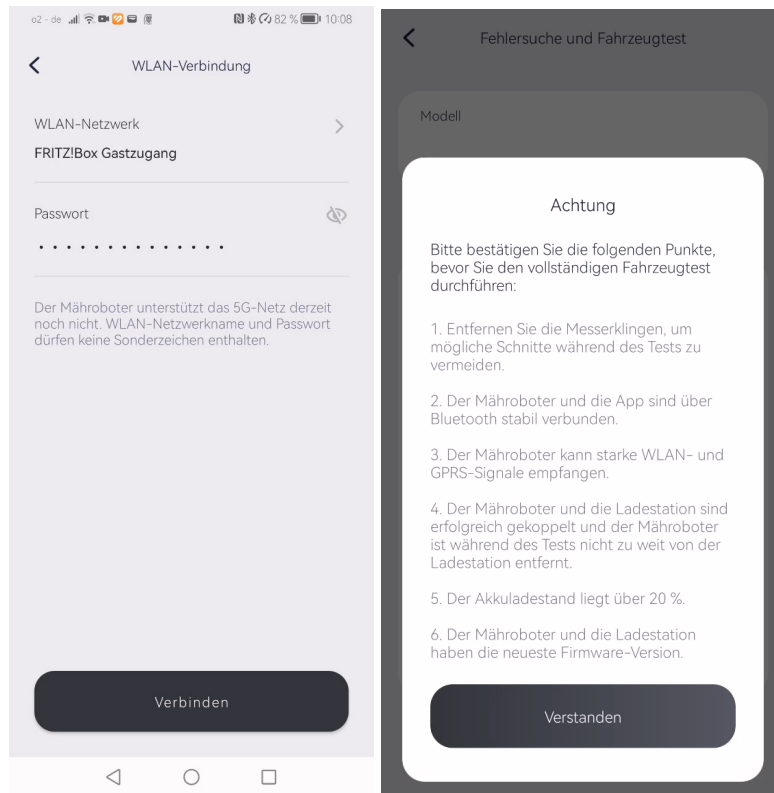 o2 - de 82 % 10:08
WLAN-Verbindung
WLAN-Netzwerk
FRITZ!Box Gastzugang
Passwort
Der Mähroboter unterstützt das 5G-Netz derzeit
noch nicht. WLAN-Netzwerkname und Passwort
dürfen keine Sonderzeichen enthalten.
Verbinden
Fehlersuche und Fahrzeugtest
Modell
Achtung
Bitte bestätigen Sie die folgenden Punkte,
bevor Sie den vollständigen Fahrzeugtest
durchführen:
1. Entfernen Sie die Messerklingen, um
mögliche Schnitte während des Tests zu
vermeiden.
2. Der Mähroboter und die App sind über
Bluetooth stabil verbunden.
3. Der Mähroboter kann starke WLAN- und
GPRS-Signale empfangen.
4. Der Mähroboter und die Ladestation sind
erfolgreich gekoppelt und der Mähroboter
ist während des Tests nicht zu weit von der
Ladestation entfernt.
5. Der Akkuladestand liegt über 20 %.
6. Der Mähroboter und die Ladestation
haben die neueste Firmware-Version.
Verstanden